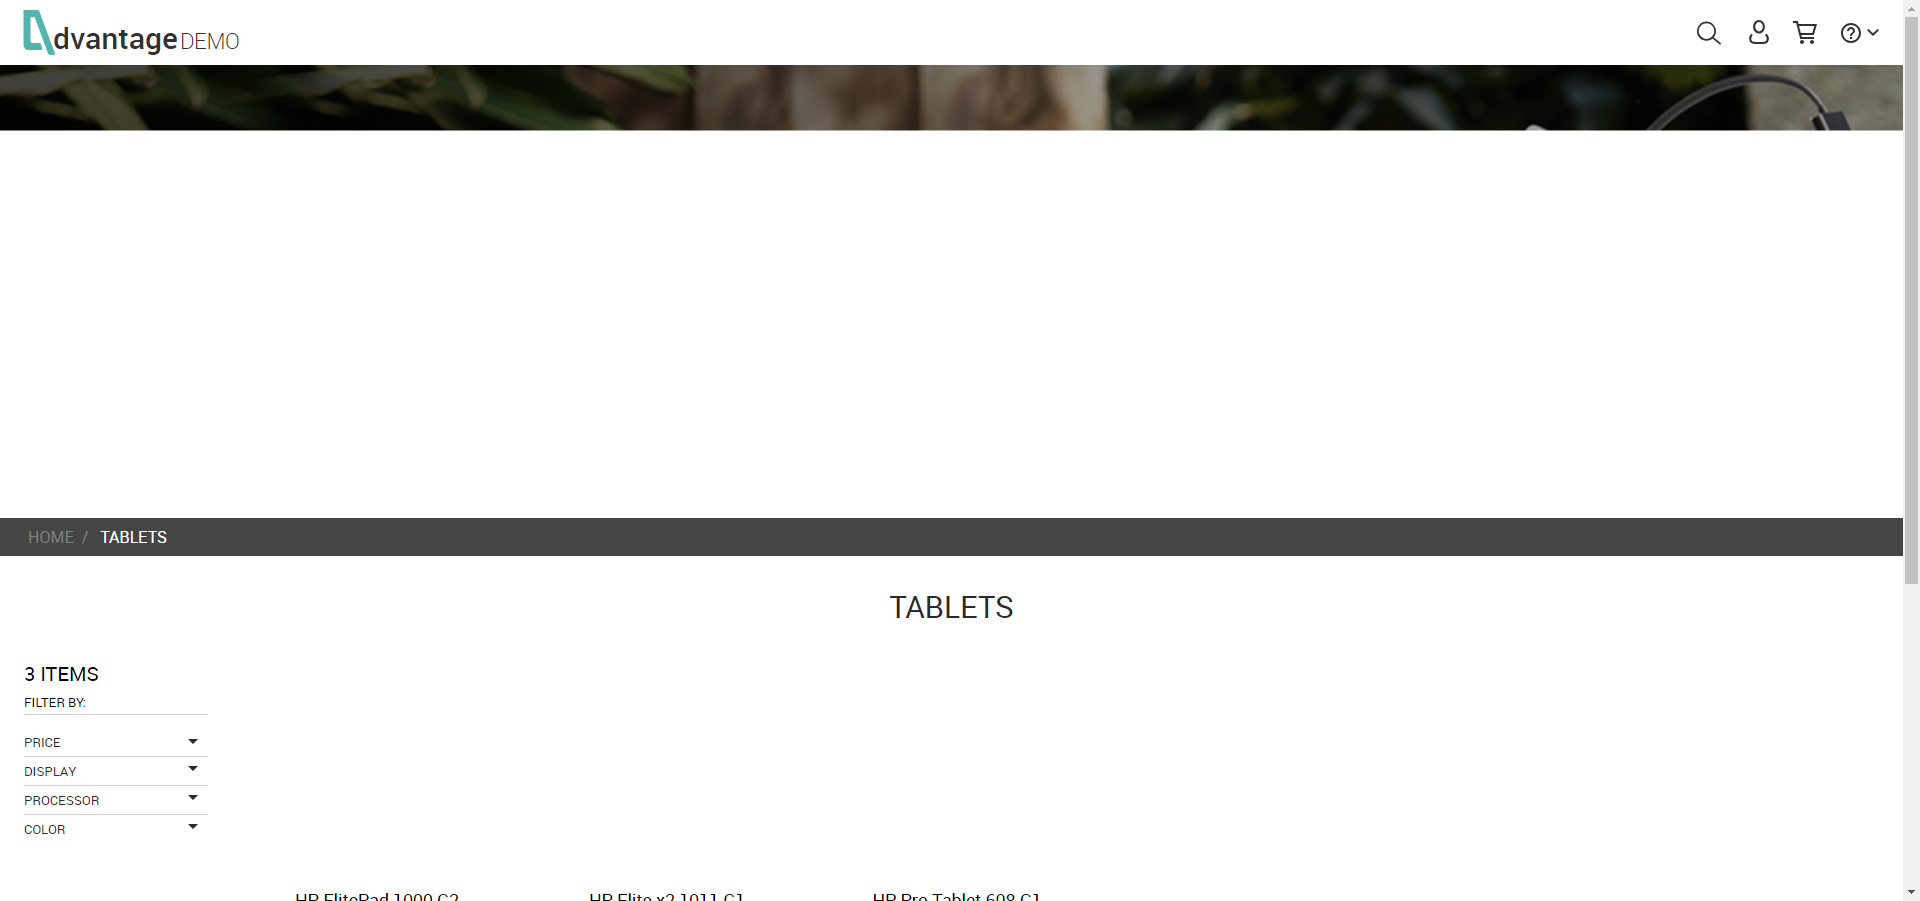 dvantage DEMO
HOME / TABLETS
TABLETS
3 ITEMS
FILTER BY:
PRICE
DISPLAY
PROCESSOR
COLOR
HP ElitePad 1000 G2
HP Elite x2 1011 G1
HP Pro Tablet 608 G1